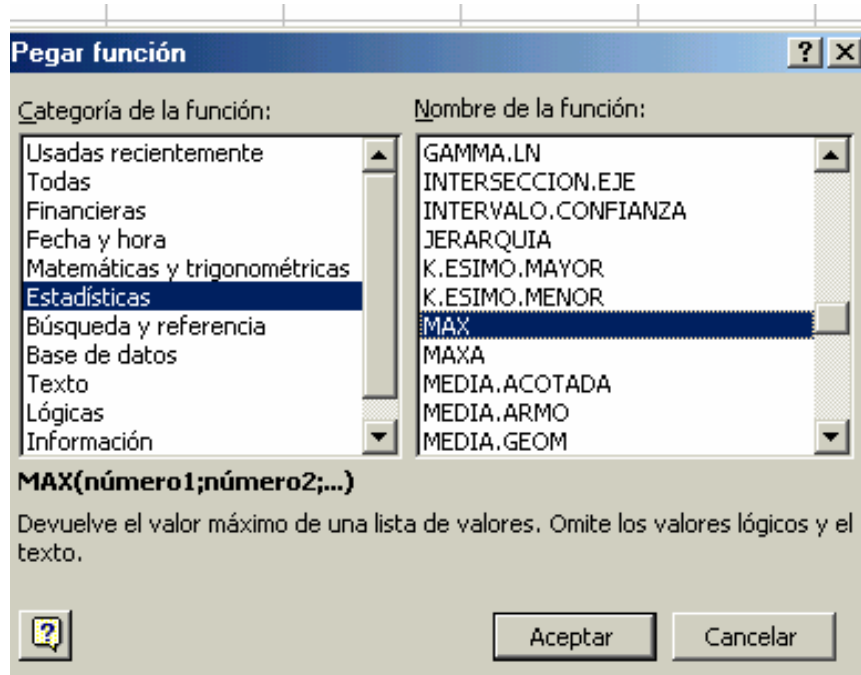 Pegar función
Categoría de la función:
Nombre de la función:
Usadas recientemente
Todas
Financieras
Fecha y hora
Matemáticas y trigonométricas
Estadísticas
Búsqueda y referencia
Base de datos
Texto
Lógicas
Información
GAMMA.LN
INTERSECCION.EJE
INTERVALO.CONFIANZA
JERARQUIA
K.ESIMO.MAYOR
K.ESIMO.MENOR
MAX
MAXA
MEDIA.ACOTADA
MEDIA.ARMO
MEDIA.GEOM
MAX(número1;número2;...)
Devuelve el valor máximo de una lista de valores. Omite los valores lógicos y el
texto.
Aceptar
Cancelar